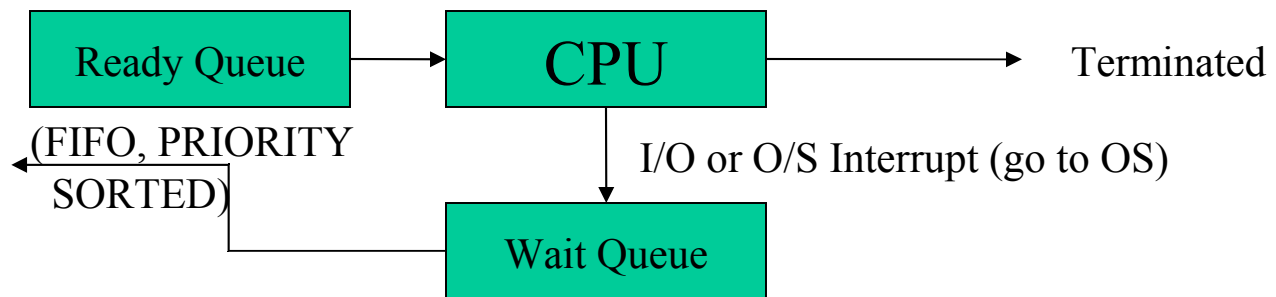 Ready Queue
CPU
Terminated
(FIFO, PRIORITY
SORTED)
I/O or O/S Interrupt (go to OS)
Wait Queue